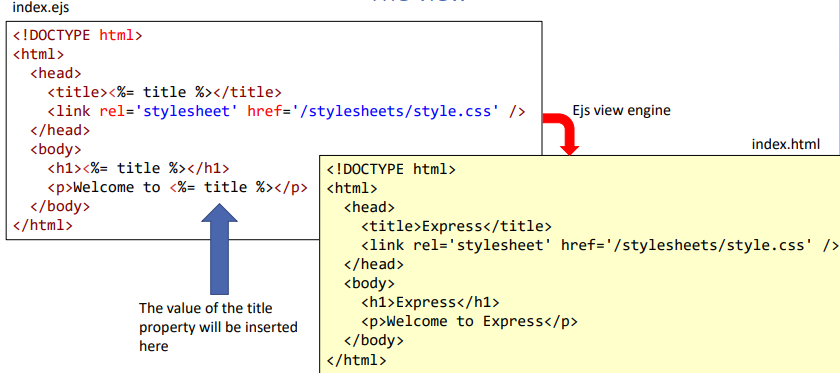 The View
index.ejs
<!DOCTYPE html>
<html>
  <head>
    <title><%= title %></title>
    <link rel='stylesheet' href='/stylesheets/style.css' />
  </head>
  <body>
    <h1><%= title %></h1>
    <p>Welcome to <%= title %></p>
  </body>
</html>
Ejs view engine
index.html
<!DOCTYPE html>
<html>
  <head>
    <title>Express</title>
    <link rel='stylesheet' href='/stylesheets/style.css' />
  </head>
  <body>
    <h1>Express</h1>
    <p>Welcome to Express</p>
  </body>
</html>
The value of the title
property will be inserted
here